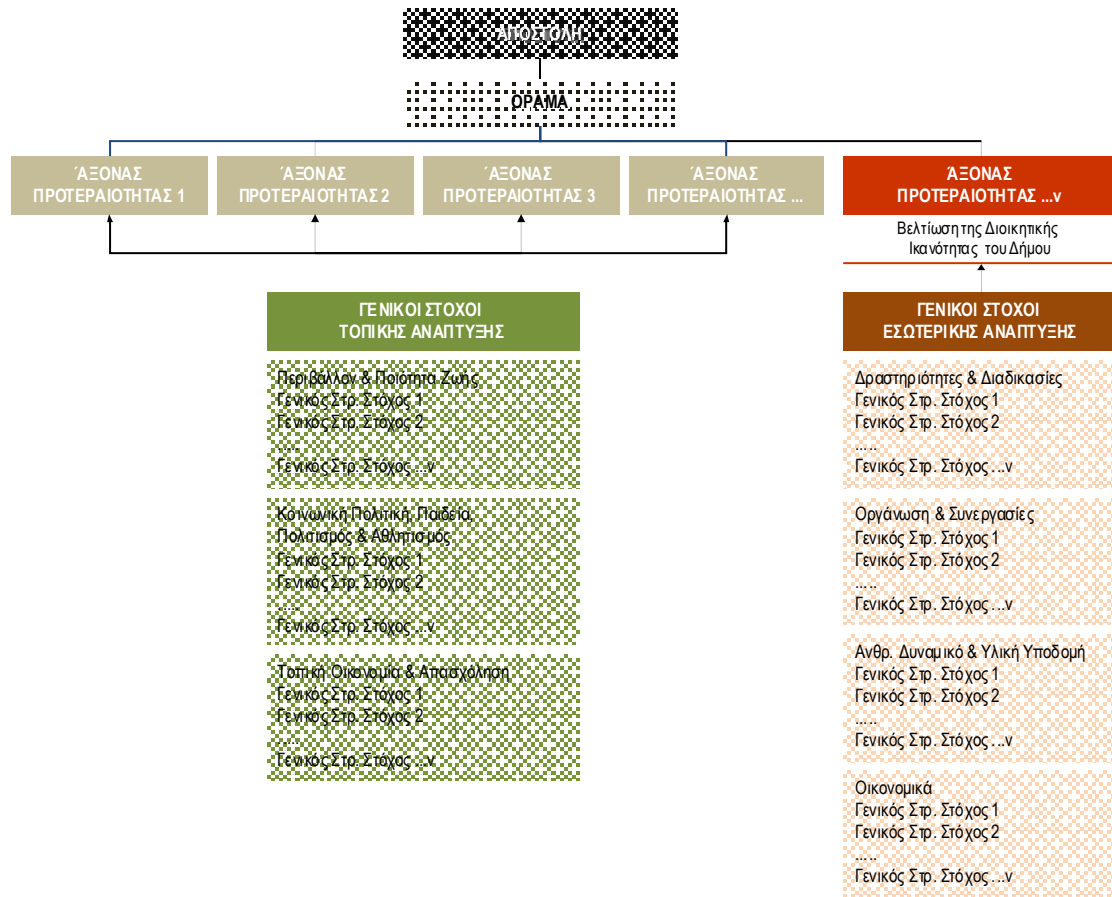 ΑΠΟΣΤΟΛΗ
ΟΡΑΜΑ
ΆΞΟΝΑΣ
ΠΡΟΤΕΡΑΙΟΤΗΤΑΣ 1
ΆΞΟΝΑΣ
ΠΡΟΤΕΡΑΙΟΤΗΤΑΣ 2
ΆΞΟΝΑΣ
ΠΡΟΤΕΡΑΙΟΤΗΤΑΣ 3
ΆΞΟΝΑΣ
ΠΡΟΤΕΡΑΙΟΤΗΤΑΣ ...
ΆΞΟΝΑΣ
ΠΡΟΤΕΡΑΙΟΤΗΤΑΣ ...ν
Βελτίωση της Διοικητικής
Ικανότητας του Δήμου
ΓΕΝΙΚΟΙ ΣΤΟΧΟΙ
ΤΟΠΙΚΗΣ ΑΝΑΠΤΥΞΗΣ
Περιβάλλον & Ποιότητα Ζωής
Γενικός Στρ. Στόχος 1
Γενικός Στρ. Στόχος 2
.....
Γενικός Στρ. Στόχος ...ν
Κοινωνική Πολιτική, Παιδεία,
Πολιτισμός & Αθλητισμός
Γενικός Στρ. Στόχος 1
Γενικός Στρ. Στόχος 2
.....
Γενικός Στρ. Στόχος ...ν
Τοπική Οικονομία & Απασχόληση
Γενικός Στρ. Στόχος 1
Γενικός Στρ. Στόχος 2
.....
Γενικός Στρ. Στόχος ...ν
ΓΕΝΙΚΟΙ ΣΤΟΧΟΙ
ΕΣΩΤΕΡΙΚΗΣ ΑΝΑΠΤΥΞΗΣ
Δραστηριότητες & Διαδικασίες
Γενικός Στρ. Στόχος 1
Γενικός Στρ. Στόχος 2
.....
Γενικός Στρ. Στόχος ...ν
Οργάνωση & Συνεργασίες
Γενικός Στρ. Στόχος 1
Γενικός Στρ. Στόχος 2
.....
Γενικός Στρ. Στόχος ...ν
Ανθρ. Δυναμικό & Υλική Υποδομή
Γενικός Στρ. Στόχος 1
Γενικός Στρ. Στόχος 2
.....
Γενικός Στρ. Στόχος ...ν
Οικονομικά
Γενικός Στρ. Στόχος 1
Γενικός Στρ. Στόχος 2
.....
Γενικός Στρ. Στόχος ...ν